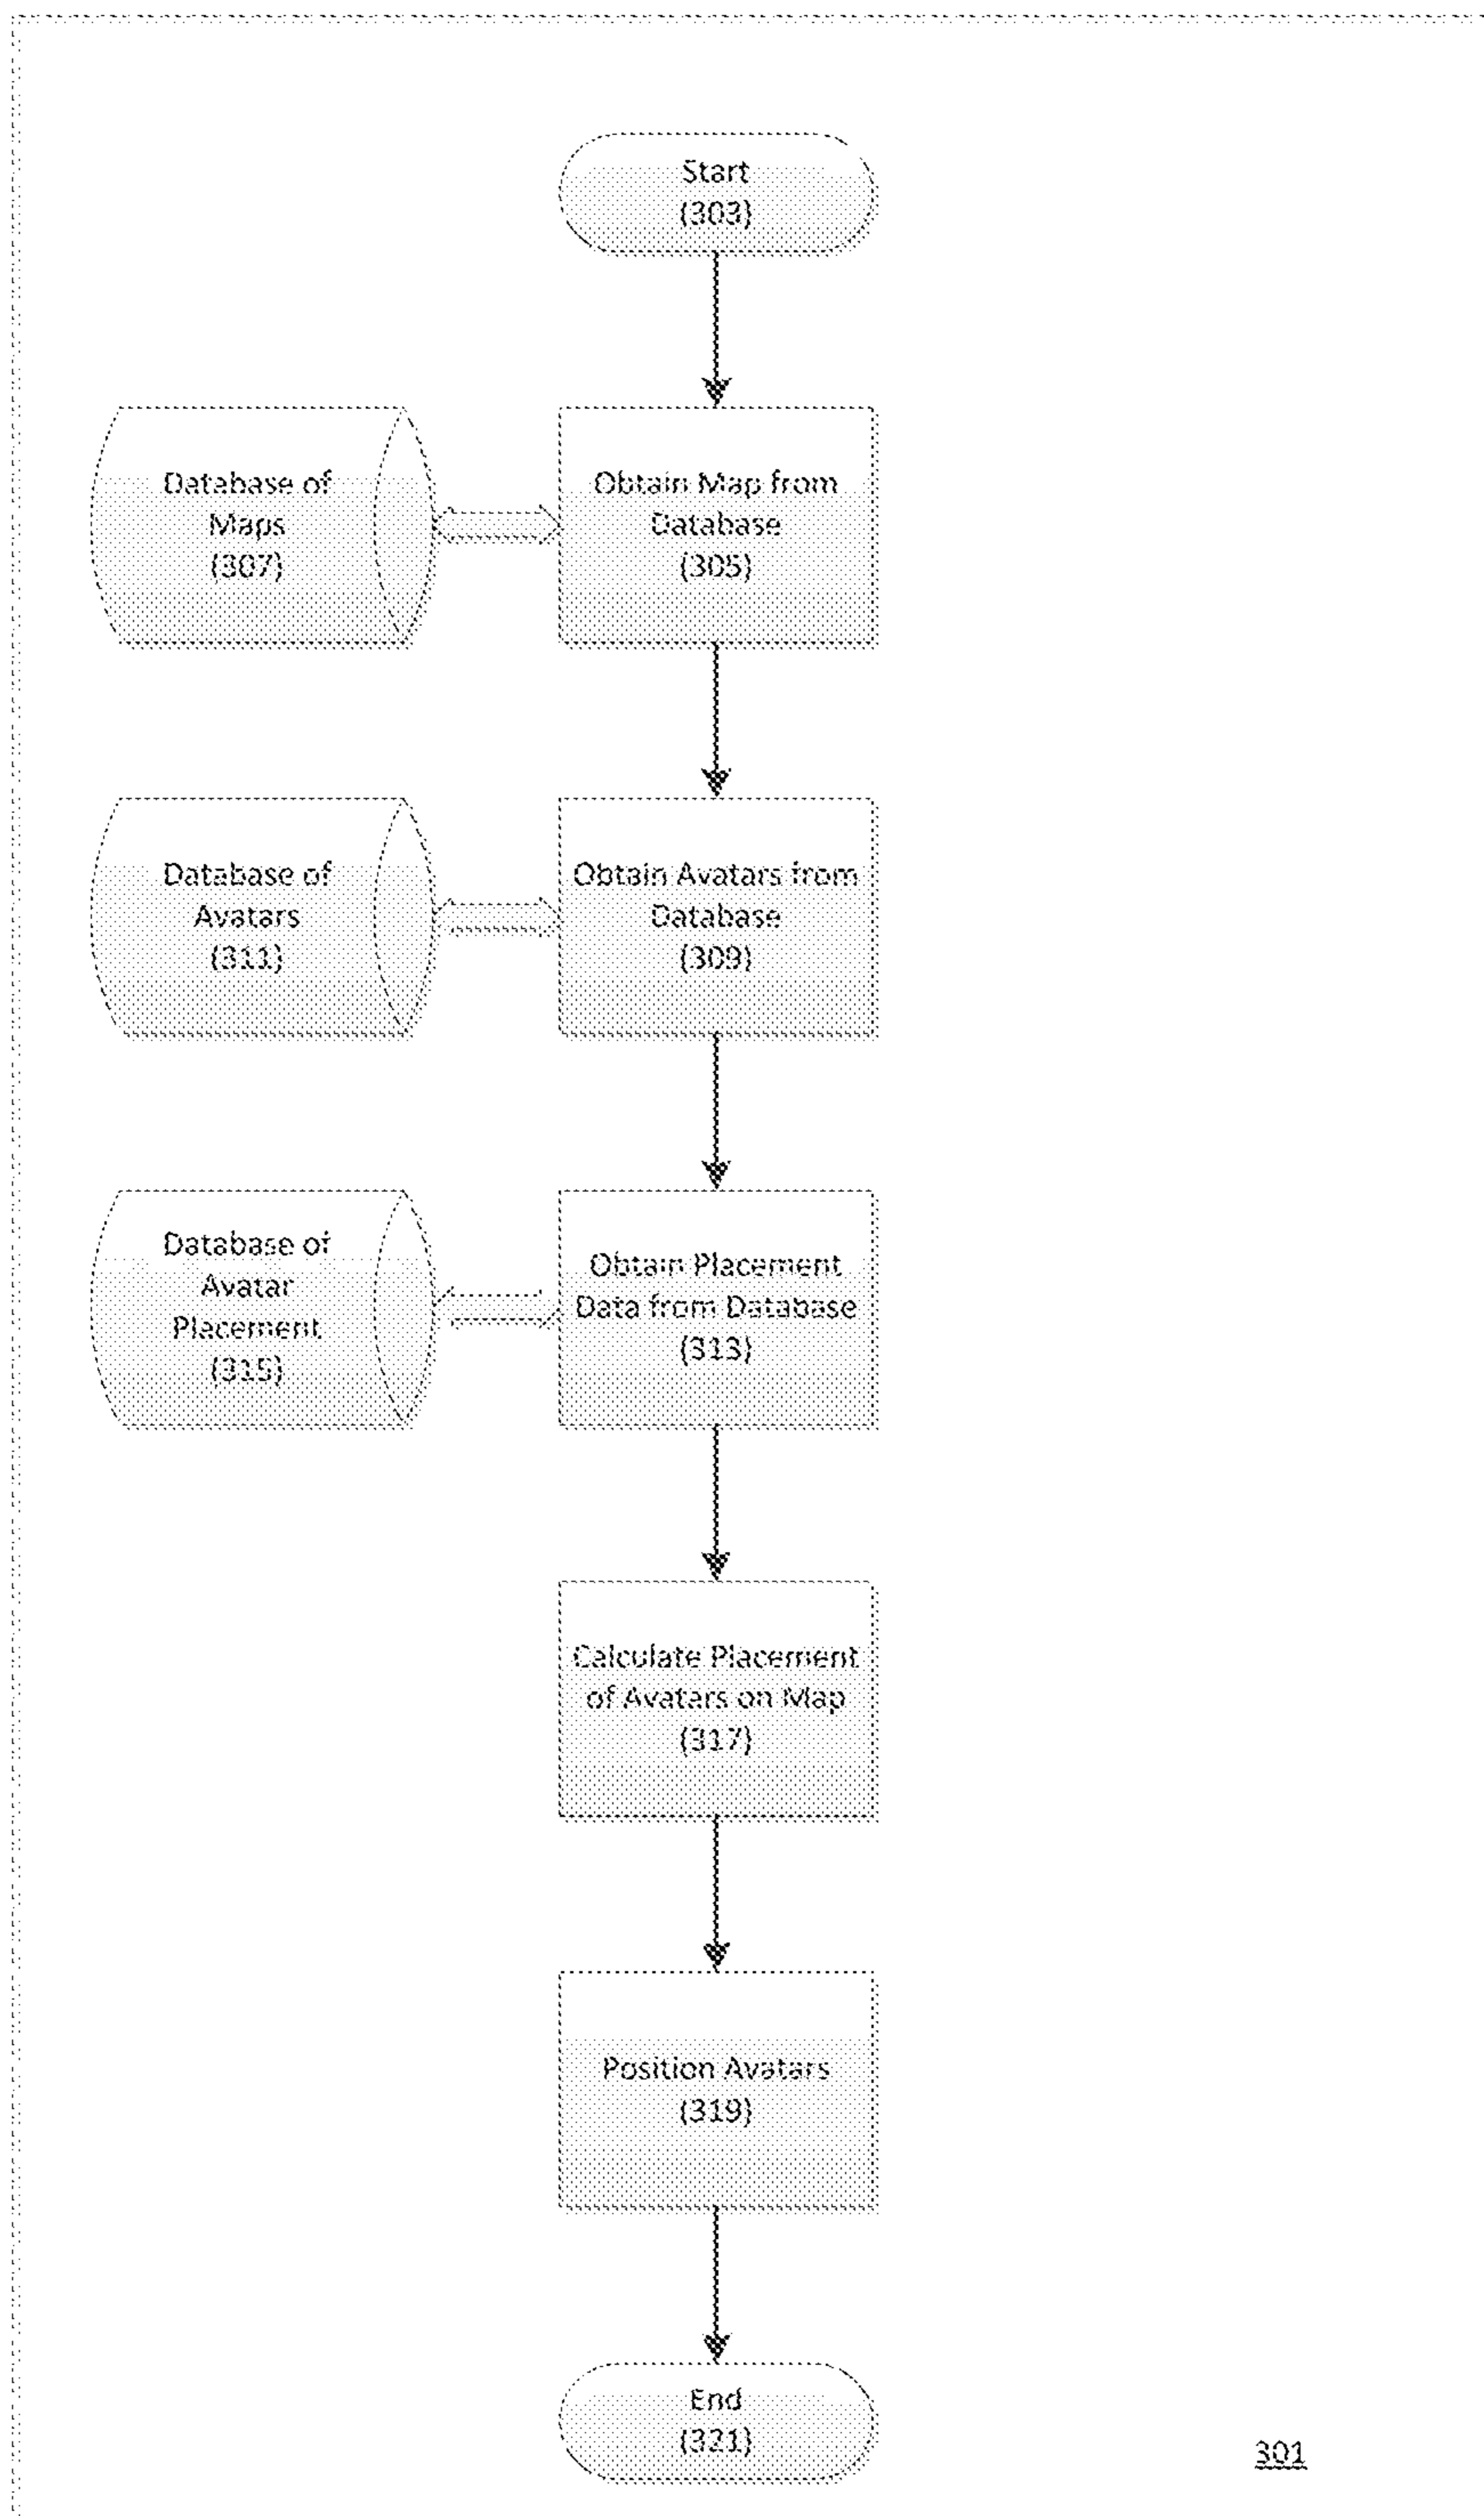 Start
(303)
Database of
Maps
(307)
Obtain Map from
Database
(305)
Database of
Avatars
(311)
Obtain Avatars from
Database
(309)
Database of
Avatar
Placement
(315)
Obtain Placement
Data from Database
(313)
Calculate Placement
of Avatars on Map
(317)
Position Avatars
(319)
End
(321)
301